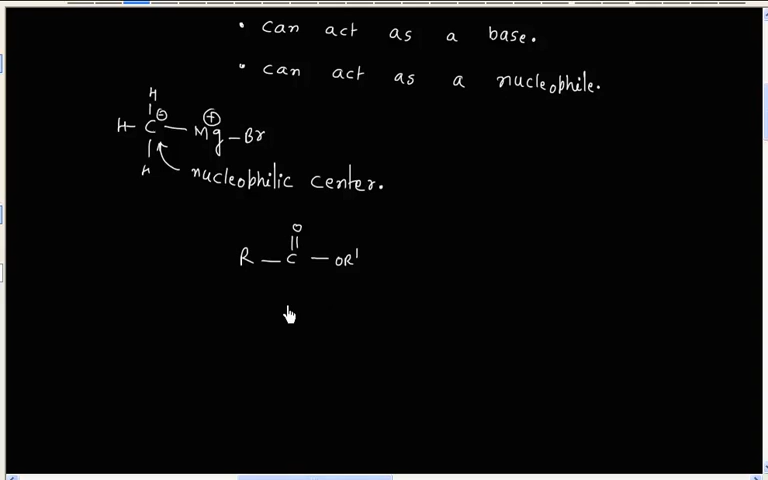 • can act as a base.
• can act as a nucleophile.
H
H-C⊖-Mg⊕-Br
H
nucleophilic center.
O
R-C-OR'